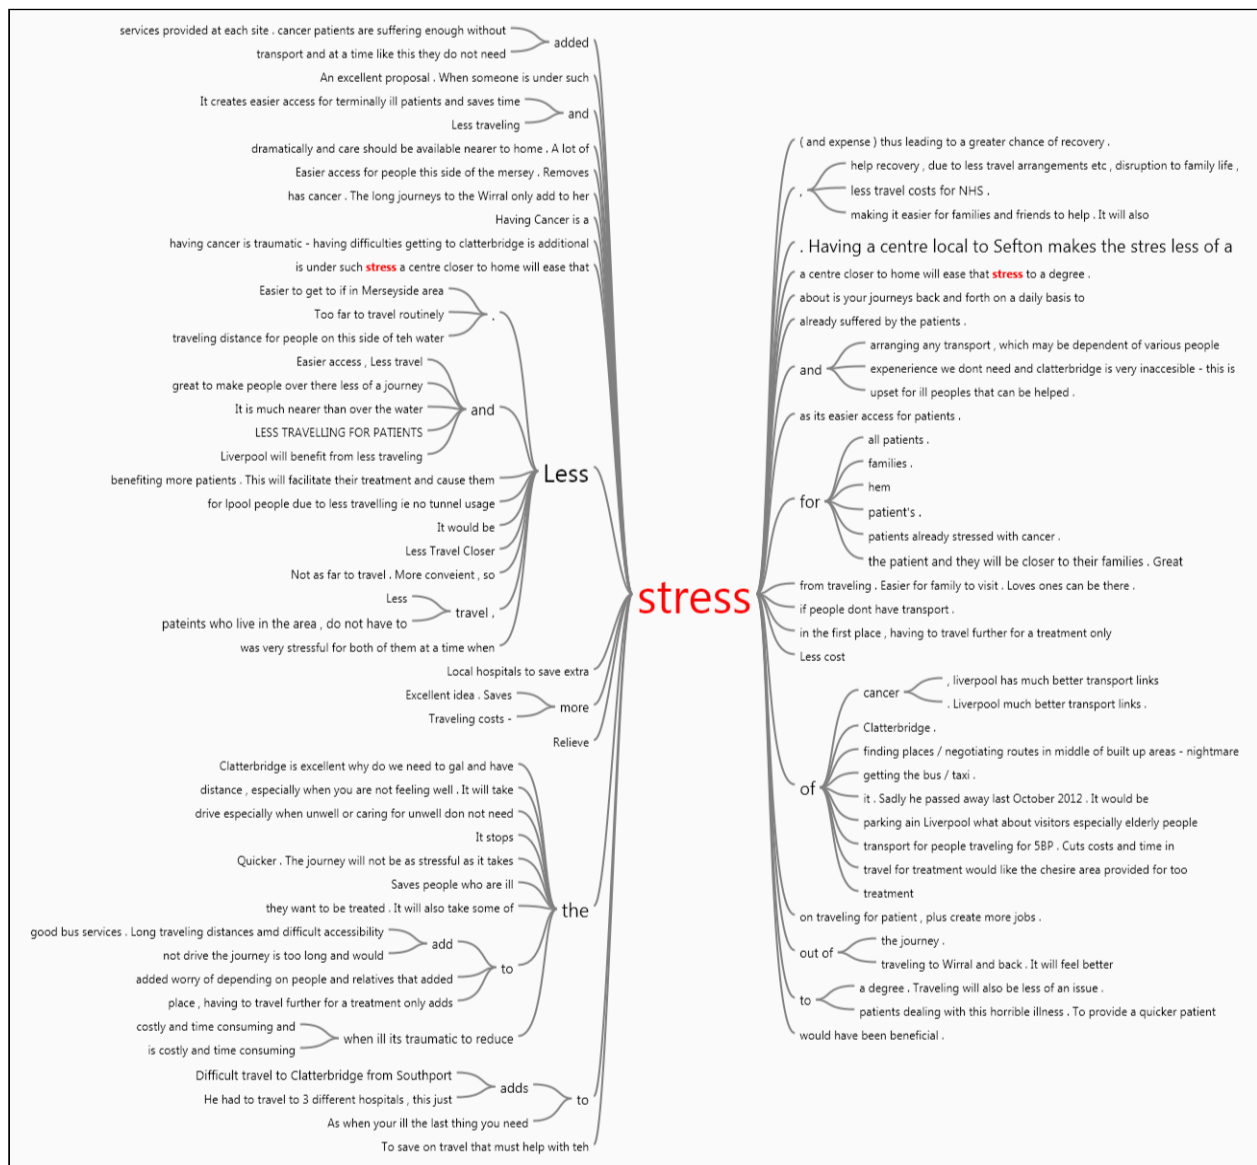 services provided at each site . cancer patients are suffering enough without
transport and at a time like this they do not need
added
An excellent proposal . When someone is under such
It creates easier access for terminally ill patients and saves time
Less traveling
and
dramatically and care should be available nearer to home . A lot of
Easier access for people this side of the mersey . Removes
has cancer . The long journeys to the Wirral only add to her
Having Cancer is a
having cancer is traumatic - having difficulties getting to clatterbridge is additional
is under such stress a centre closer to home will ease that
Easier to get to if in Merseyside area
Too far to travel routinely
traveling distance for people on this side of teh water
.
Easier access , Less travel
great to make people over there less of a journey
It is much nearer than over the water
LESS TRAVELLING FOR PATIENTS
Liverpool will benefit from less traveling
and
benefiting more patients . This will facilitate their treatment and cause them
for lpool people due to less travelling ie no tunnel usage
It would be
Less Travel Closer
Not as far to travel . More conveient , so
Less
pateints who live in the area , do not have to
travel .
was very stressful for both of them at a time when
Less
Local hospitals to save extra
Excellent idea . Saves
Traveling costs -
more
Relieve
Clatterbridge is excellent why do we need to gal and have
distance , especially when you are not feeling well . It will take
drive especially when unwell or caring for unwell don not need
It stops
Quicker . The journey will not be as stressful as it takes
Saves people who are ill
they want to be treated . It will also take some of
good bus services . Long traveling distances amd difficult accessibility
not drive the journey is too long and would
add
added worry of depending on people and relatives that added
place , having to travel further for a treatment only adds
to
costly and time consuming and
is costly and time consuming
when ill its traumatic to reduce
the
Difficult travel to Clatterbridge from Southport
He had to travel to 3 different hospitals , this just
adds
As when your ill the last thing you need
to
To save on travel that must help with teh
stress
( and expense ) thus leading to a greater chance of recovery .
,
help recovery , due to less travel arrangements etc , disruption to family life ,
less travel costs for NHS .
making it easier for families and friends to help . It will also
. Having a centre local to Sefton makes the stres less of a
a centre closer to home will ease that stress to a degree .
about is your journeys back and forth on a daily basis to
already suffered by the patients .
and
arranging any transport , which may be dependent of various people
expenerience we dont need and clatterbridge is very inaccesible - this is
upset for ill peoples that can be helped .
as its easier access for patients .
for
all patients .
families .
hem
patient's .
patients already stressed with cancer .
the patient and they will be closer to their families . Great
from traveling . Easier for family to visit . Loves ones can be there .
if people dont have transport .
in the first place , having to travel further for a treatment only
Less cost
of
cancer
, liverpool has much better transport links
. Liverpool much better transport links .
Clatterbridge .
finding places / negotiating routes in middle of built up areas - nightmare
getting the bus / taxi .
it . Sadly he passed away last October 2012 . It would be
parking ain Liverpool what about visitors especially elderly people
transport for people traveling for 5BP . Cuts costs and time in
travel for treatment would like the chesire area provided for too
treatment
on traveling for patient , plus create more jobs .
out of
the journey .
traveling to Wirral and back . It will feel better
to
a degree . Traveling will also be less of an issue .
patients dealing with this horrible illness . To provide a quicker patient
would have been beneficial .